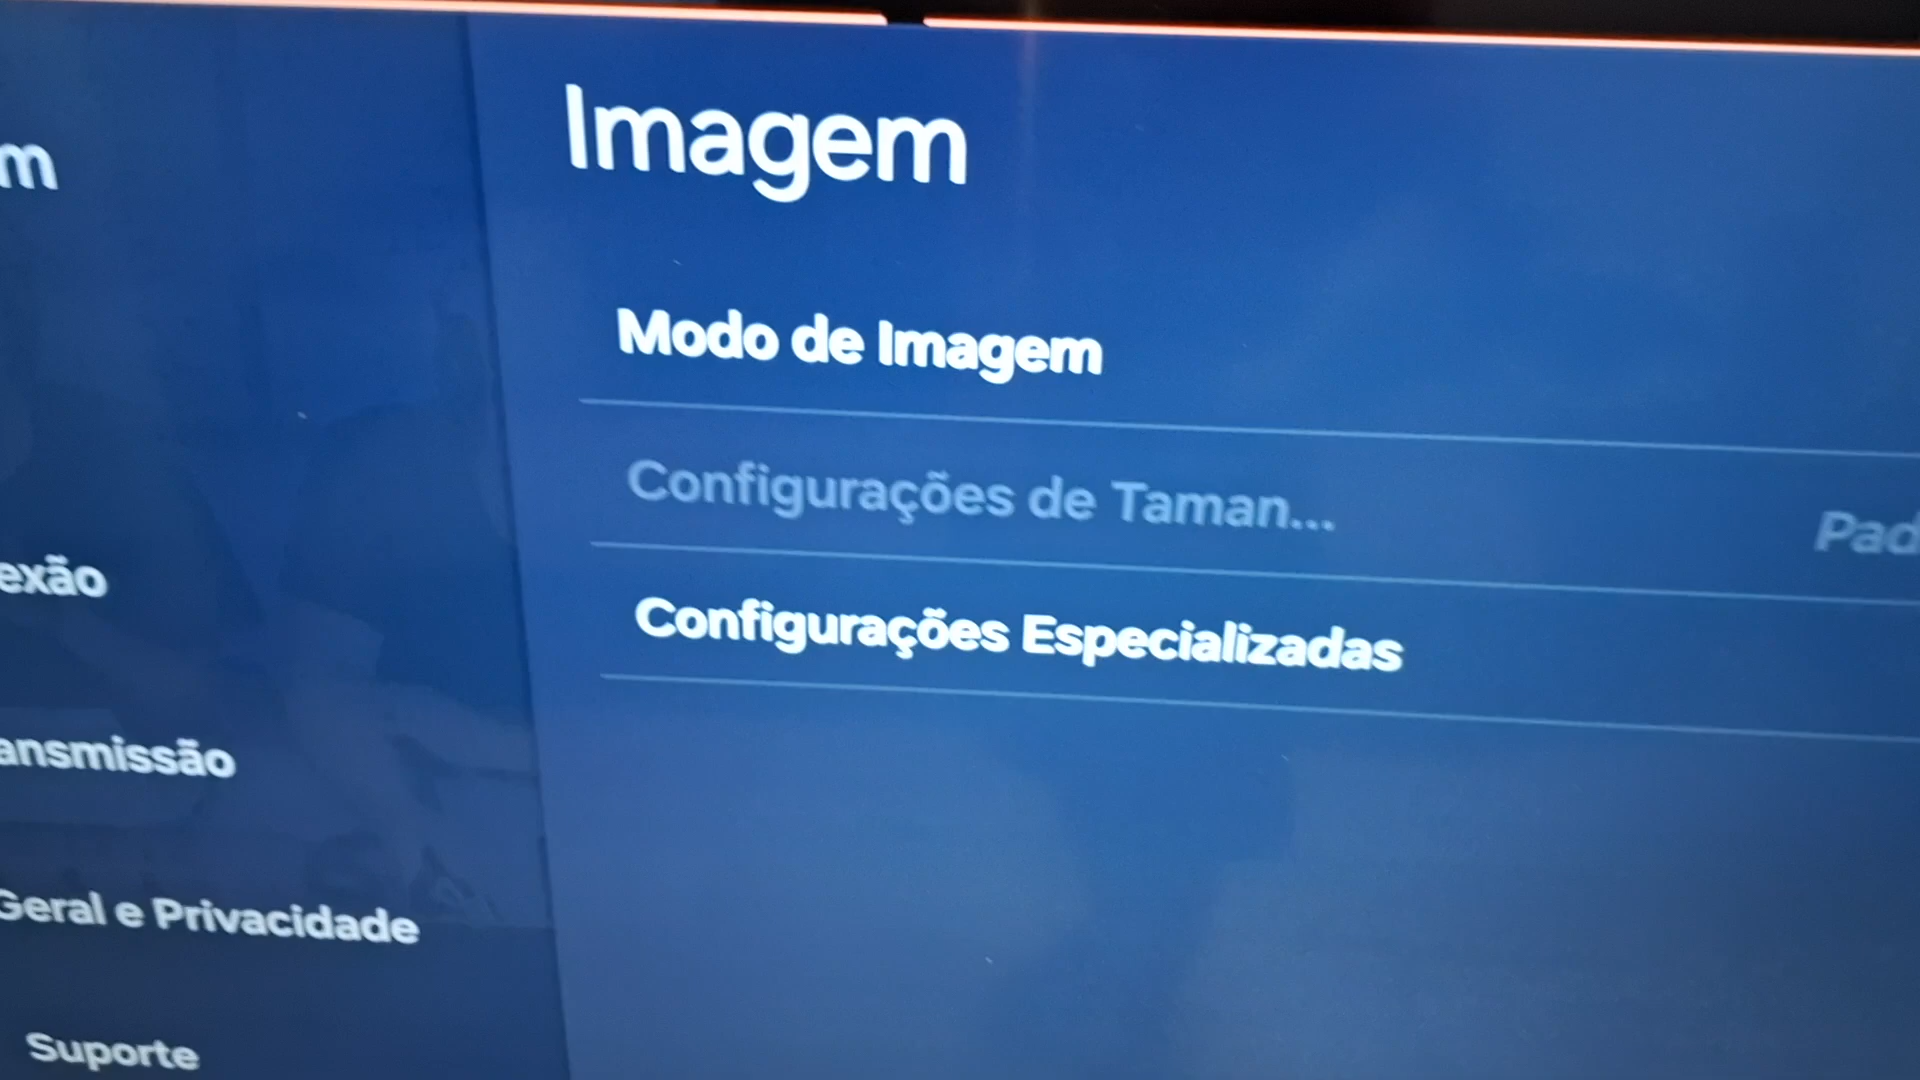 m
Imagem
Modo de Imagem
Configurações de Taman...
Pad
exão
Configurações Especializadas
ansmissão
Geral e Privacidade
Suporte